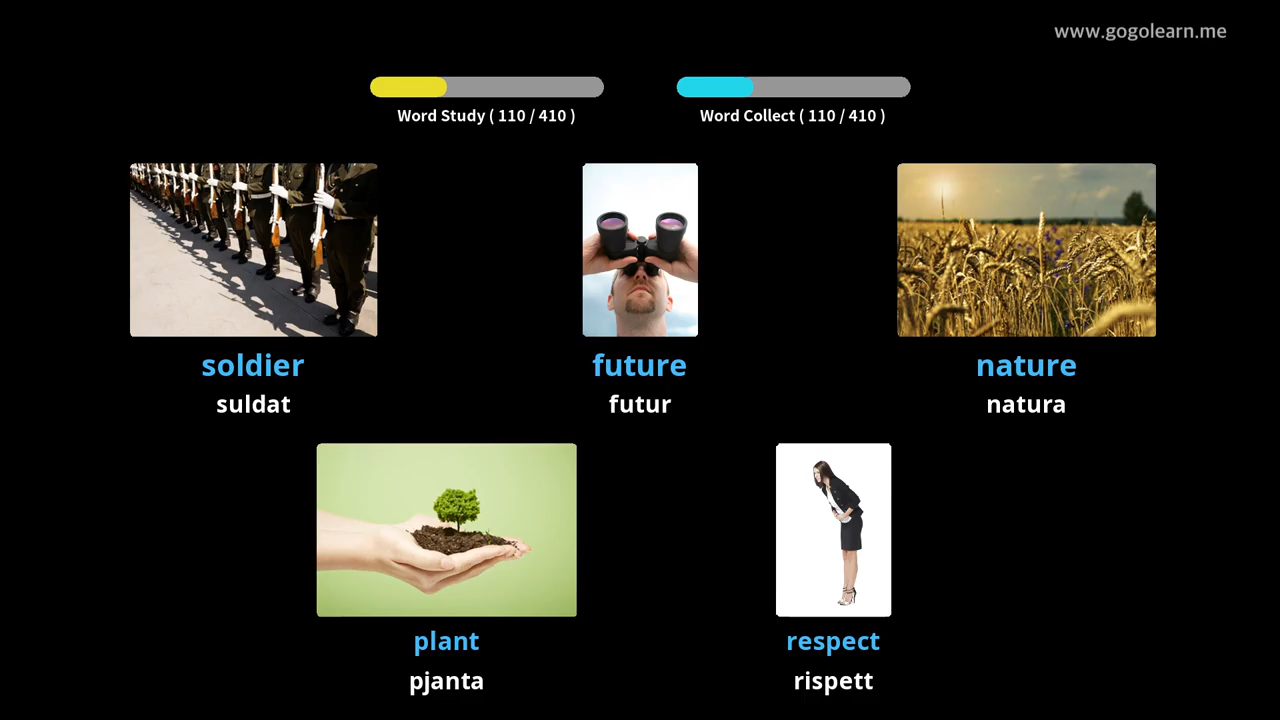 www.gogolearn.me
Word Study ( 110 / 410 )
Word Collect ( 110 / 410 )
soldier
suldat
future
futur
nature
natura
plant
pjanta
respect
rispett